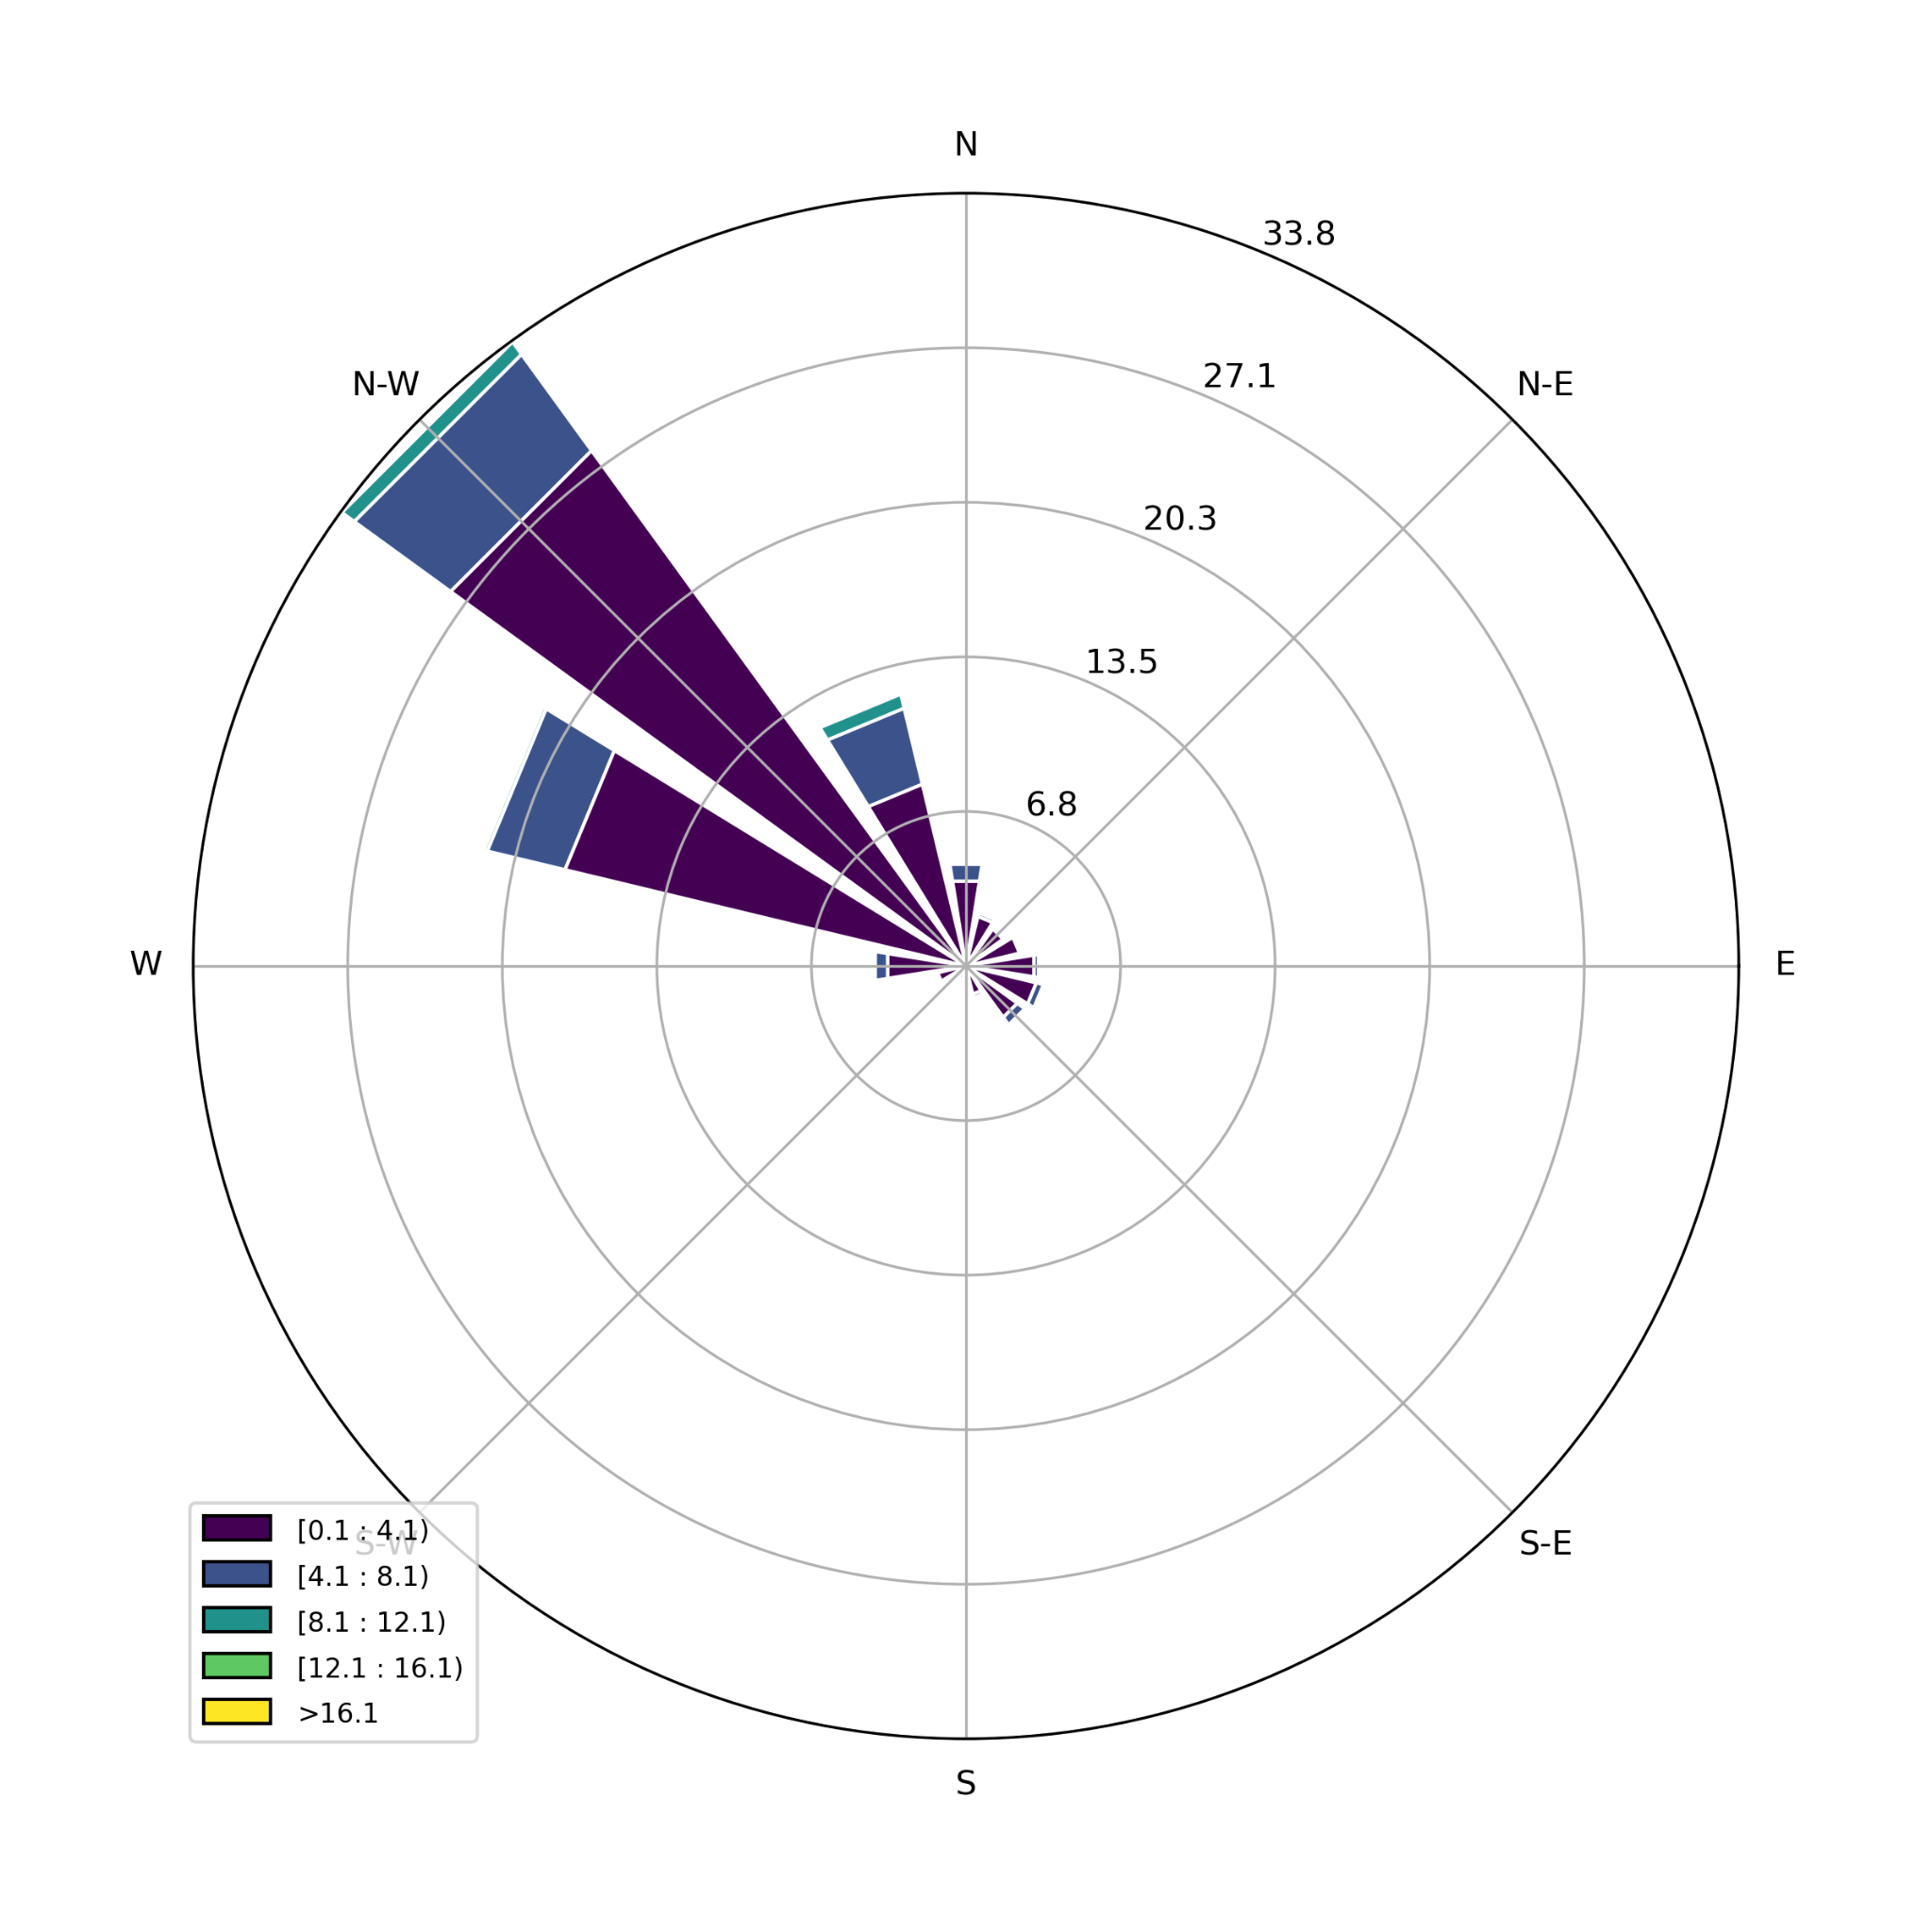 N
33.8
N-W
27.1
N-E
20.3
13.5
6.8
W
E
[0.1 : 4.1)
S-W
S-E
[4.1 : 8.1)
[8.1 : 12.1)
[12.1 : 16.1)
>16.1
S